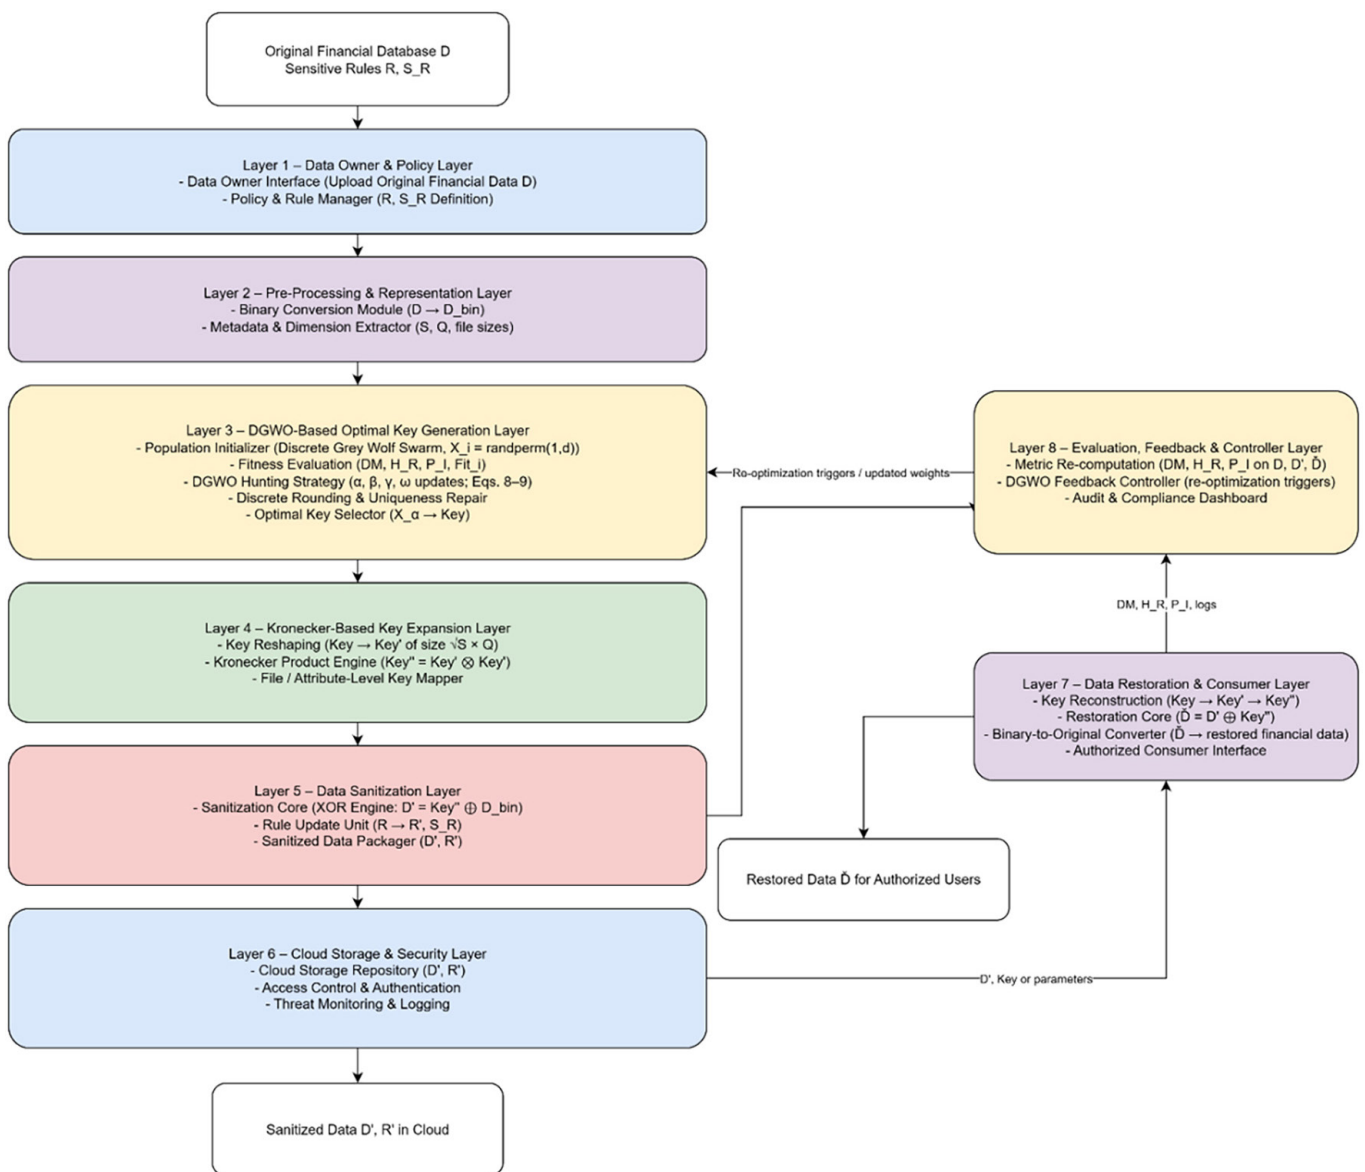 Original Financial Database D
Sensitive Rules R, S_R
Layer 1 – Data Owner & Policy Layer
- Data Owner Interface (Upload Original Financial Data D)
- Policy & Rule Manager (R, S_R Definition)
Layer 2 – Pre-Processing & Representation Layer
- Binary Conversion Module (D → D_bin)
- Metadata & Dimension Extractor (S, Q, file sizes)
Layer 3 – DGWO-Based Optimal Key Generation Layer
- Population Initializer (Discrete Grey Wolf Swarm, X_i = randperm(1,d))
- Fitness Evaluation (DM, H_R, P_I, Fit_i)
- DGWO Hunting Strategy (α, β, γ, ω updates; Eqs. 8–9)
- Discrete Rounding & Uniqueness Repair
- Optimal Key Selector (X_α → Key)
Re-optimization triggers / updated weights
Layer 8 – Evaluation, Feedback & Controller Layer
- Metric Re-computation (DM, H_R, P_I on D, D', Ď)
- DGWO Feedback Controller (re-optimization triggers)
- Audit & Compliance Dashboard
Layer 4 – Kronecker-Based Key Expansion Layer
- Key Reshaping (Key → Key' of size √S × Q)
- Kronecker Product Engine (Key'' = Key' ⊗ Key')
- File / Attribute-Level Key Mapper
DM, H_R, P_I, logs
Layer 7 – Data Restoration & Consumer Layer
- Key Reconstruction (Key → Key' → Key'')
- Restoration Core (Ď = D' ⊕ Key'')
- Binary-to-Original Converter (Ď → restored financial data)
- Authorized Consumer Interface
Layer 5 – Data Sanitization Layer
- Sanitization Core (XOR Engine: D' = Key'' ⊕ D_bin)
- Rule Update Unit (R → R', S_R)
- Sanitized Data Packager (D', R')
Restored Data Ď for Authorized Users
Layer 6 – Cloud Storage & Security Layer
- Cloud Storage Repository (D', R')
- Access Control & Authentication
- Threat Monitoring & Logging
D', Key or parameters
Sanitized Data D', R' in Cloud